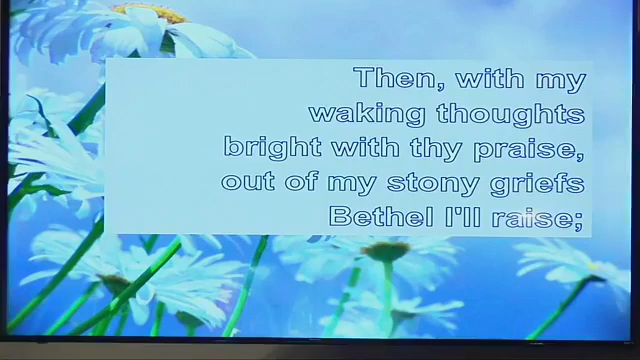 Then, with my
waking thoughts
bright with thy praise,
out of my stony griefs
Bethel I'll raise;